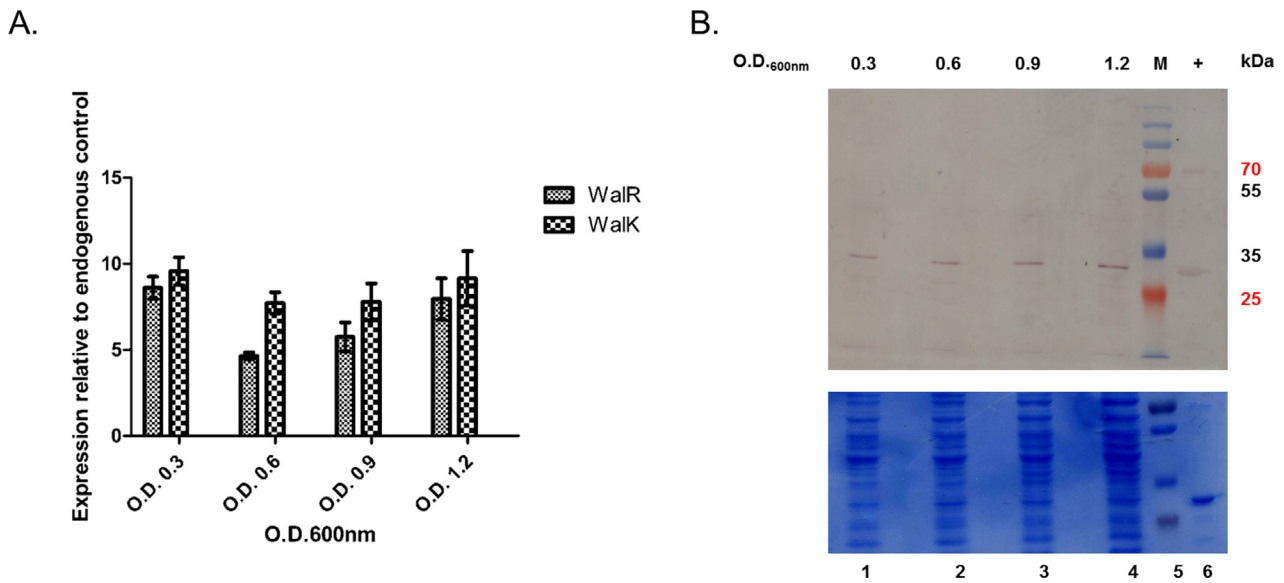 A.
Expression relative to endogenous control
15
10
5
0
O.D. 0.3
O.D. 0.6
O.D. 0.9
O.D. 1.2
O.D.600nm
WalR
WalK
B.
O.D.600nm 0.3 0.6 0.9 1.2 M + kDa
70
55
35
25
1 2 3 4 5 6